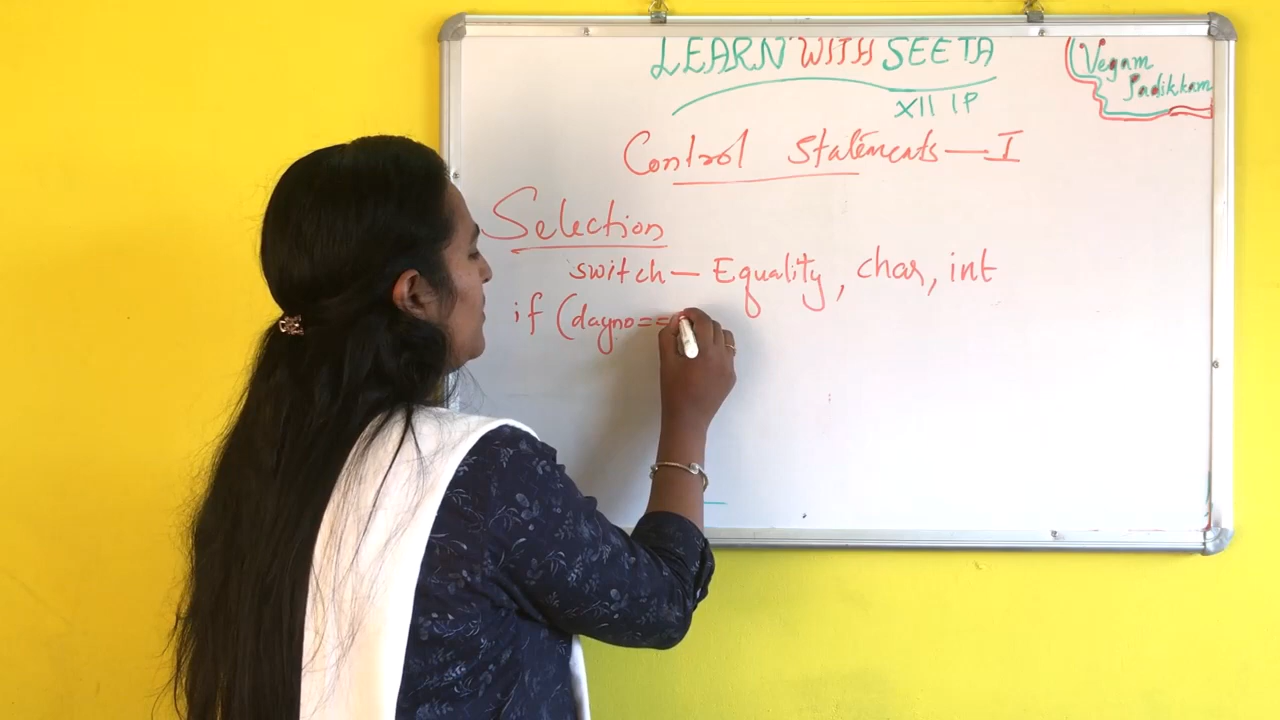 LEARN WITH SEETA
XII IP
Vegam
Padikkam
Control Statements — I
Selection
switch — Equality, char, int
if (dayno==